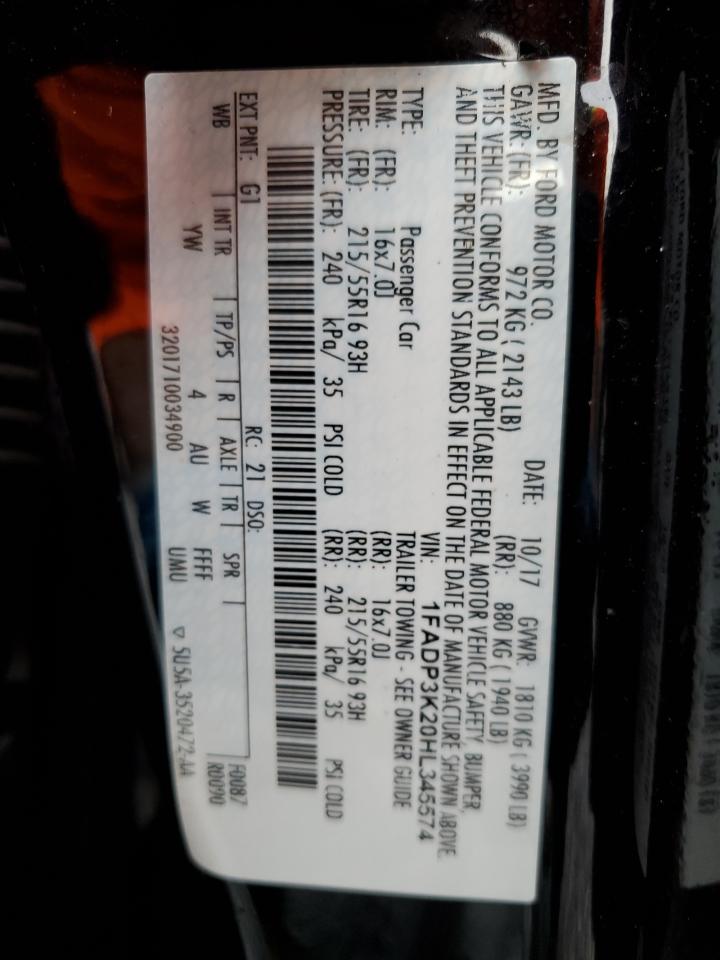 MFD. BY FORD MOTOR CO. DATE: 10/17 GVWR: 1810 KG ( 3990 LB)
GAWR: (FR): 972 KG ( 2143 LB) (RR): 880 KG ( 1940 LB)
THIS VEHICLE CONFORMS TO ALL APPLICABLE FEDERAL MOTOR VEHICLE SAFETY, BUMPER,
AND THEFT PREVENTION STANDARDS IN EFFECT ON THE DATE OF MANUFACTURE SHOWN ABOVE.
VIN: 1FADP3K20HL345574
TYPE: Passenger Car TRAILER TOWING - SEE OWNER GUIDE
RIM: (FR): 16x7.0J (RR): 16x7.0J
TIRE: (FR): 215/55R16 93H (RR): 215/55R16 93H
PRESSURE: (FR): 240 kPa/ 35 PSI COLD (RR): 240 kPa/ 35 PSI COLD
EXT PNT: G1 RC: 21 DSO: F0087
WB | INT TR | TP/PS | R | AXLE | TR | SPR | R0090
YW 4 AU W FFFF
3201710034900 UMU ▽ 5U5A-3520472-AA